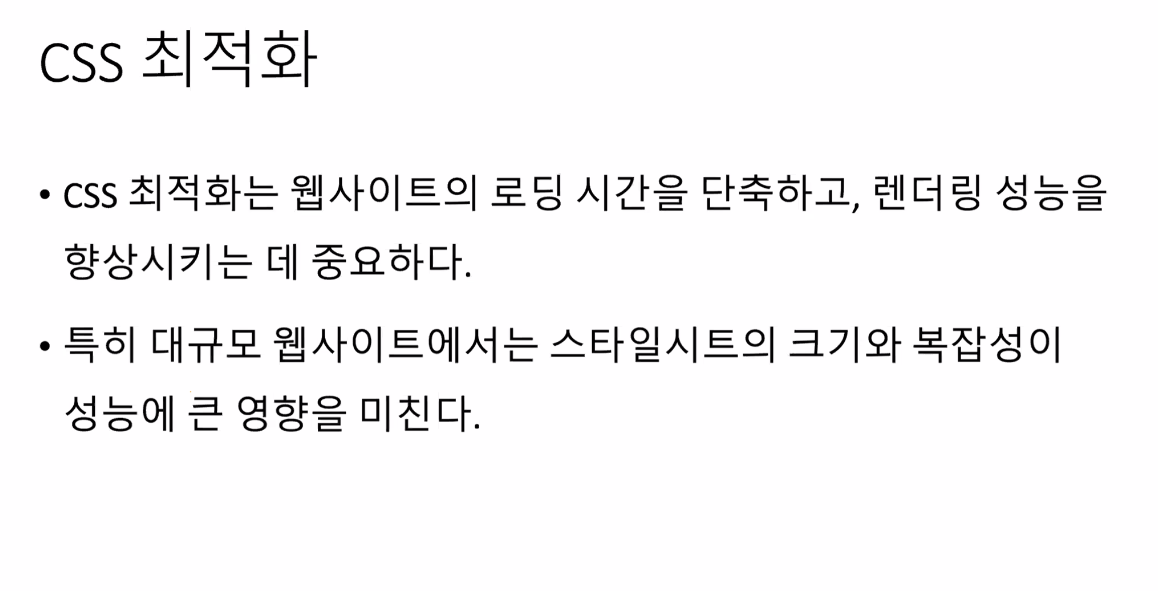 CSS 최적화
• CSS 최적화는 웹사이트의 로딩 시간을 단축하고, 렌더링 성능을
향상시키는 데 중요하다.
• 특히 대규모 웹사이트에서는 스타일시트의 크기와 복잡성이
성능에 큰 영향을 미친다.